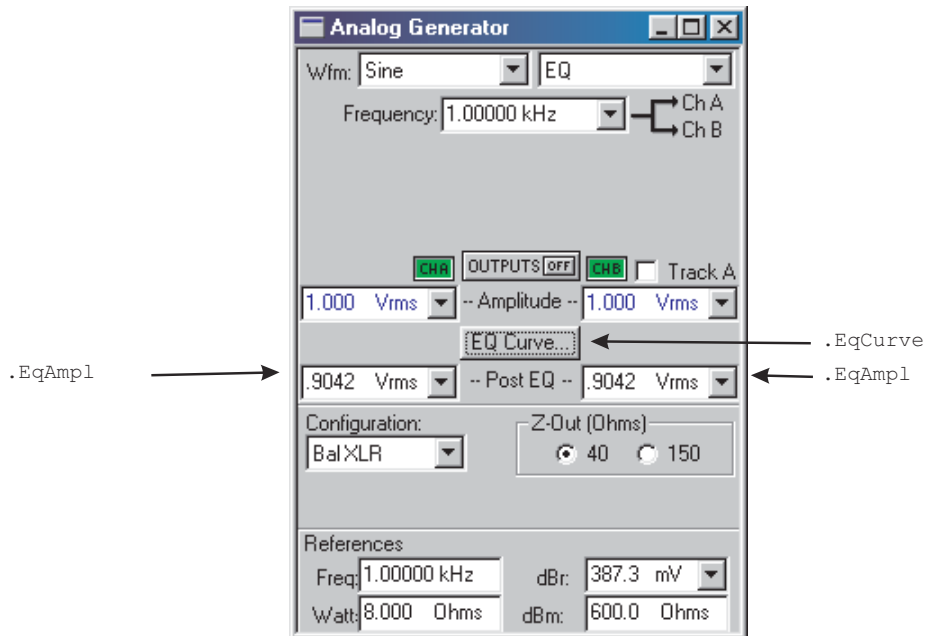 Analog Generator
Wfm: Sine EQ
Frequency: 1.00000 kHz Ch A
Ch B
CHA OUTPUTS OFF CHB Track A
1.000 Vrms -- Amplitude -- 1.000 Vrms
EQ Curve... .EqCurve
.EqAmpl .9042 Vrms -- Post EQ -- .9042 Vrms .EqAmpl
Configuration: Z-Out (Ohms)
Bal XLR 40 150
References
Freq: 1.00000 kHz dBr: 387.3 mV
Watt: 8.000 Ohms dBm: 600.0 Ohms